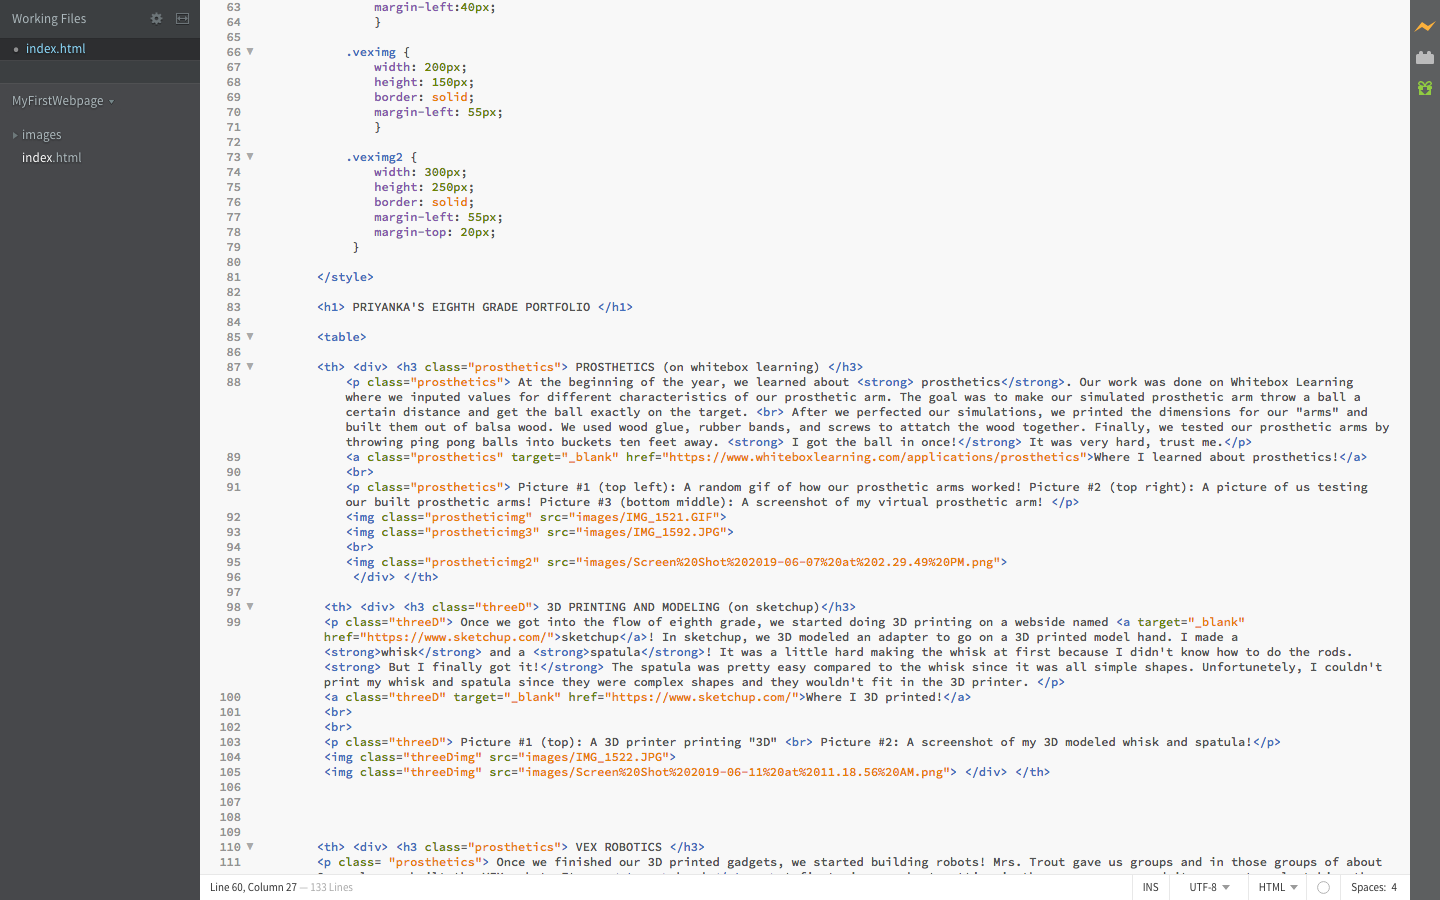 Working Files
index.html
MyFirstWebpage
images
index.html
63 margin-left:40px;
64 }
65
66 .veximg {
67 width: 200px;
68 height: 150px;
69 border: solid;
70 margin-left: 55px;
71 }
72
73 .veximg2 {
74 width: 300px;
75 height: 250px;
76 border: solid;
77 margin-left: 55px;
78 margin-top: 20px;
79 }
80
81 </style>
82
83 <h1> PRIYANKA'S EIGHTH GRADE PORTFOLIO </h1>
84
85 <table>
86
87 <th> <div> <h3 class="prosthetics"> PROSTHETICS (on whitebox learning) </h3>
88 <p class="prosthetics"> At the beginning of the year, we learned about <strong> prosthetics</strong>. Our work was done on Whitebox Learning
where we inputed values for different characteristics of our prosthetic arm. The goal was to make our simulated prosthetic arm throw a ball a
certain distance and get the ball exactly on the target. <br> After we perfected our simulations, we printed the dimensions for our "arms" and
built them out of balsa wood. We used wood glue, rubber bands, and screws to attatch the wood together. Finally, we tested our prosthetic arms by
throwing ping pong balls into buckets ten feet away. <strong> I got the ball in once!</strong> It was very hard, trust me.</p>
89 <a class="prosthetics" target="_blank" href="https://www.whiteboxlearning.com/applications/prosthetics">Where I learned about prosthetics!</a>
90 <br>
91 <p class="prosthetics"> Picture #1 (top left): A random gif of how our prosthetic arms worked! Picture #2 (top right): A picture of us testing
our built prosthetic arms! Picture #3 (bottom middle): A screenshot of my virtual prosthetic arm! </p>
92 <img class="prostheticimg" src="images/IMG_1521.GIF">
93 <img class="prostheticimg3" src="images/IMG_1592.JPG">
94 <br>
95 <img class="prostheticimg2" src="images/Screen%20Shot%202019-06-07%20at%202.29.49%20PM.png">
96 </div> </th>
97
98 <th> <div> <h3 class="threeD"> 3D PRINTING AND MODELING (on sketchup)</h3>
99 <p class="threeD"> Once we got into the flow of eighth grade, we started doing 3D printing on a webside named <a target="_blank"
href="https://www.sketchup.com/">sketchup</a>! In sketchup, we 3D modeled an adapter to go on a 3D printed model hand. I made a
<strong>whisk</strong> and a <strong>spatula</strong>! It was a little hard making the whisk at first because I didn't know how to do the rods.
<strong> But I finally got it!</strong> The spatula was pretty easy compared to the whisk since it was all simple shapes. Unfortunetely, I couldn't
print my whisk and spatula since they were complex shapes and they wouldn't fit in the 3D printer. </p>
100 <a class="threeD" target="_blank" href="https://www.sketchup.com/">Where I 3D printed!</a>
101 <br>
102 <br>
103 <p class="threeD"> Picture #1 (top): A 3D printer printing "3D" <br> Picture #2: A screenshot of my 3D modeled whisk and spatula!</p>
104 <img class="threeDimg" src="images/IMG_1522.JPG">
105 <img class="threeDimg" src="images/Screen%20Shot%202019-06-11%20at%2011.18.56%20AM.png"> </div> </th>
106
107
108
109
110 <th> <div> <h3 class="prosthetics"> VEX ROBOTICS </h3>
111 <p class= "prosthetics"> Once we finished our 3D printed gadgets, we started building robots! Mrs. Trout gave us groups and in those groups of about
Line 60, Column 27 — 133 Lines
INS UTF-8 HTML Spaces: 4